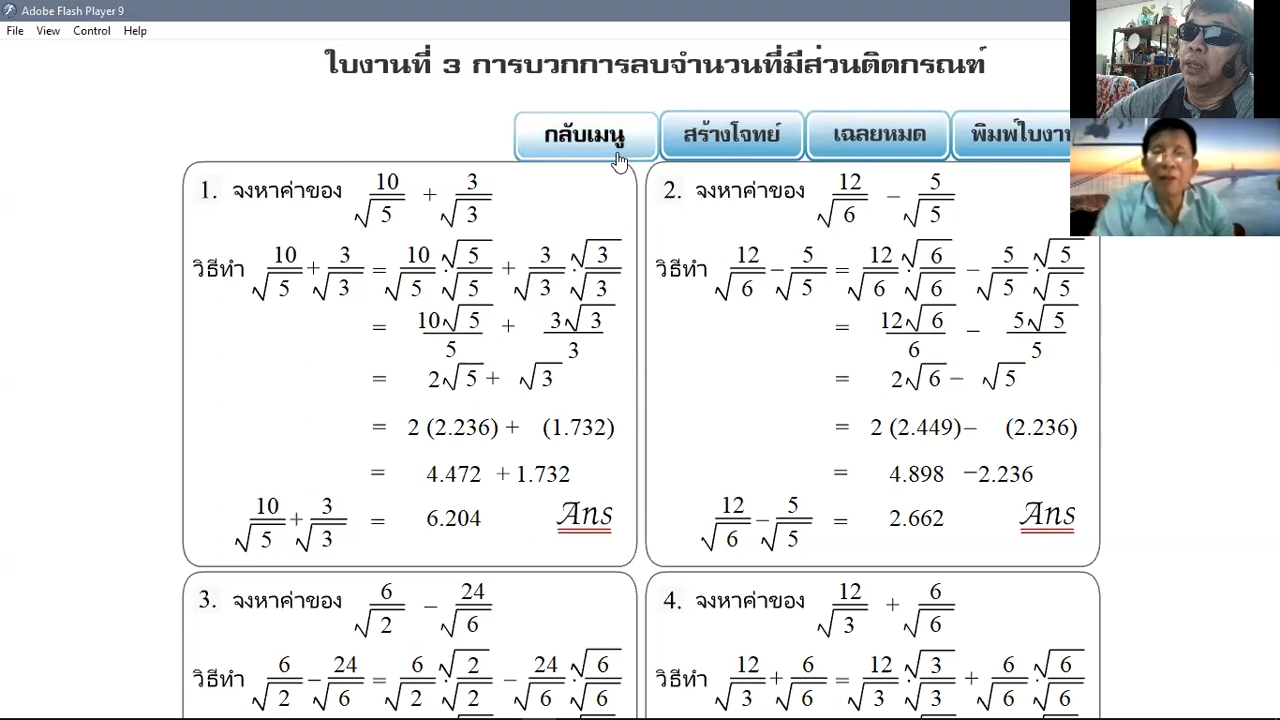 Adobe Flash Player 9
File View Control Help
ใบงานที่ 3 การบวกการลบจำนวนที่มีส่วนติดกรณฑ์
กลับเมนู สร้างโจทย์ เฉลยหมด พิมพ์ใบงาน
1. จงหาค่าของ 10/√5 + 3/√3
วิธีทำ 10/√5 + 3/√3 = 10/√5 · √5/√5 + 3/√3 · √3/√3
= 10√5/5 + 3√3/3
= 2√5 + √3
= 2 (2.236) + (1.732)
= 4.472 + 1.732
10/√5 + 3/√3 = 6.204 Ans
2. จงหาค่าของ 12/√6 − 5/√5
วิธีทำ 12/√6 − 5/√5 = 12/√6 · √6/√6 − 5/√5 · √5/√5
= 12√6/6 − 5√5/5
= 2√6 − √5
= 2 (2.449) − (2.236)
= 4.898 − 2.236
12/√6 − 5/√5 = 2.662 Ans
3. จงหาค่าของ 6/√2 − 24/√6
วิธีทำ 6/√2 − 24/√6 = 6/√2 · √2/√2 − 24/√6 · √6/√6
4. จงหาค่าของ 12/√3 + 6/√6
วิธีทำ 12/√3 + 6/√6 = 12/√3 · √3/√3 + 6/√6 · √6/√6